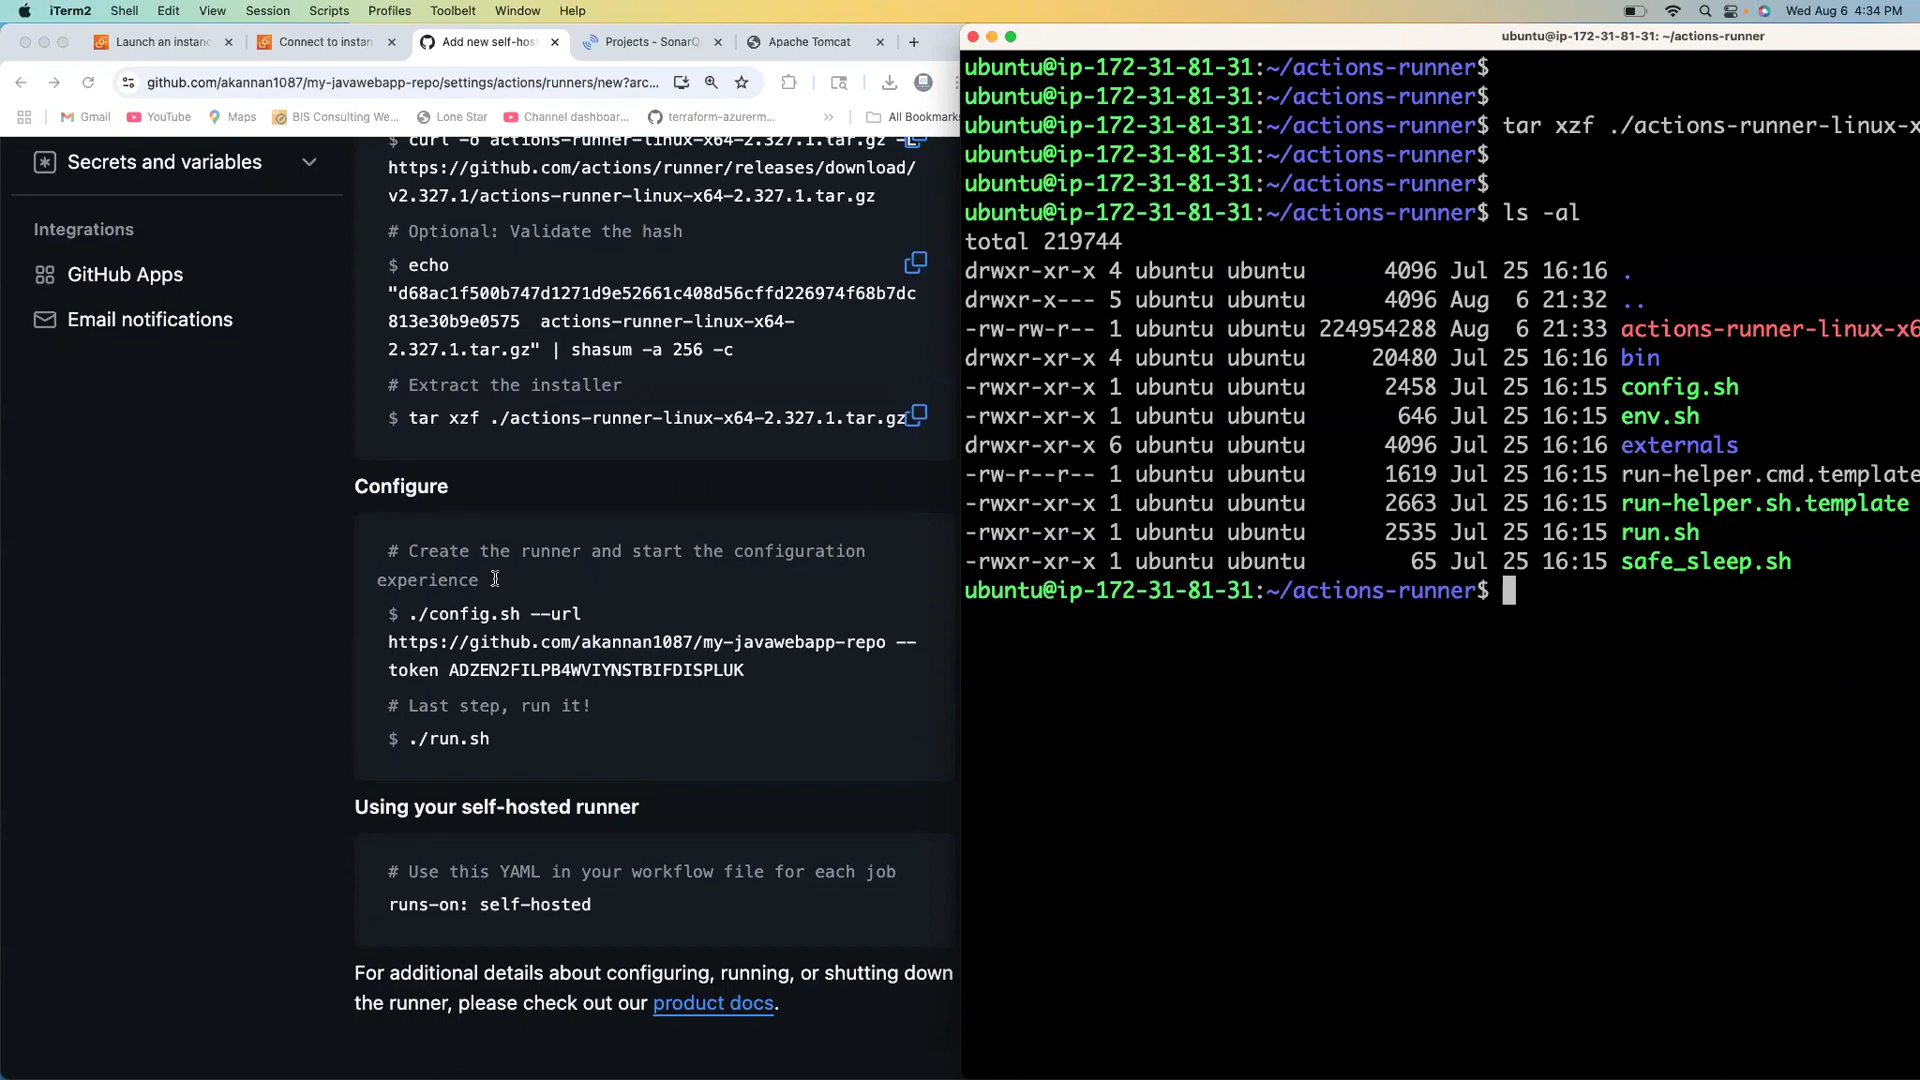 iTerm2 Shell Edit View Session Scripts Profiles Toolbelt Window Help
Wed Aug 6 4:34 PM
Launch an instanc
Connect to instan
Add new self-hos
Projects - SonarQ
Apache Tomcat
github.com/akannan1087/my-javawebapp-repo/settings/actions/runners/new?arc...
Gmail YouTube Maps BIS Consulting We... Lone Star Channel dashboar... terraform-azurerm... » All Bookmarks
Secrets and variables
Integrations
GitHub Apps
Email notifications
$ curl -o actions-runner-linux-x64-2.327.1.tar.gz -L
https://github.com/actions/runner/releases/download/
v2.327.1/actions-runner-linux-x64-2.327.1.tar.gz
# Optional: Validate the hash
$ echo
"d68ac1f500b747d1271d9e52661c408d56cffd226974f68b7dc
813e30b9e0575  actions-runner-linux-x64-
2.327.1.tar.gz" | shasum -a 256 -c
# Extract the installer
$ tar xzf ./actions-runner-linux-x64-2.327.1.tar.gz
Configure
# Create the runner and start the configuration
experience
$ ./config.sh --url
https://github.com/akannan1087/my-javawebapp-repo --
token ADZEN2FILPB4WVIYNSTBIFDISPLUK
# Last step, run it!
$ ./run.sh
Using your self-hosted runner
# Use this YAML in your workflow file for each job
runs-on: self-hosted
For additional details about configuring, running, or shutting down
the runner, please check out our product docs.
ubuntu@ip-172-31-81-31: ~/actions-runner
ubuntu@ip-172-31-81-31:~/actions-runner$
ubuntu@ip-172-31-81-31:~/actions-runner$
ubuntu@ip-172-31-81-31:~/actions-runner$ tar xzf ./actions-runner-linux-x
ubuntu@ip-172-31-81-31:~/actions-runner$
ubuntu@ip-172-31-81-31:~/actions-runner$
ubuntu@ip-172-31-81-31:~/actions-runner$ ls -al
total 219744
drwxr-xr-x 4 ubuntu ubuntu      4096 Jul 25 16:16 .
drwxr-x--- 5 ubuntu ubuntu      4096 Aug  6 21:32 ..
-rw-rw-r-- 1 ubuntu ubuntu 224954288 Aug  6 21:33 actions-runner-linux-x6
drwxr-xr-x 4 ubuntu ubuntu     20480 Jul 25 16:16 bin
-rwxr-xr-x 1 ubuntu ubuntu      2458 Jul 25 16:15 config.sh
-rwxr-xr-x 1 ubuntu ubuntu       646 Jul 25 16:15 env.sh
drwxr-xr-x 6 ubuntu ubuntu      4096 Jul 25 16:16 externals
-rw-r--r-- 1 ubuntu ubuntu      1619 Jul 25 16:15 run-helper.cmd.template
-rwxr-xr-x 1 ubuntu ubuntu      2663 Jul 25 16:15 run-helper.sh.template
-rwxr-xr-x 1 ubuntu ubuntu      2535 Jul 25 16:15 run.sh
-rwxr-xr-x 1 ubuntu ubuntu        65 Jul 25 16:15 safe_sleep.sh
ubuntu@ip-172-31-81-31:~/actions-runner$